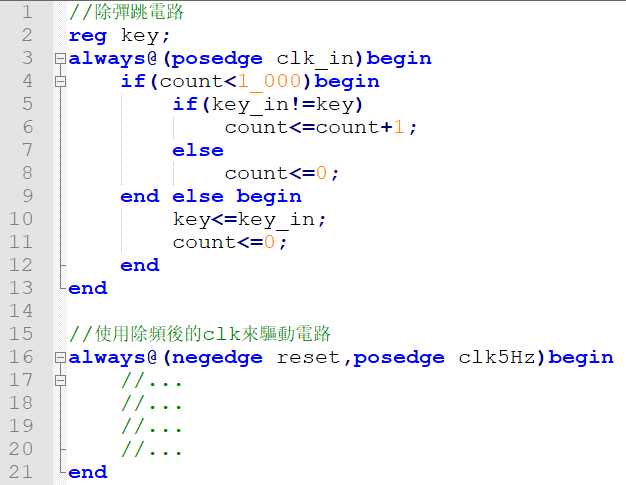 1 //除彈跳電路
2 reg key;
3 always@(posedge clk_in)begin
4 if(count<1_000)begin
5 if(key_in!=key)
6 count<=count+1;
7 else
8 count<=0;
9 end else begin
10 key<=key_in;
11 count<=0;
12 end
13 end
14
15 //使用除頻後的clk來驅動電路
16 always@(negedge reset,posedge clk5Hz)begin
17 //...
18 //...
19 //...
20 //...
21 end